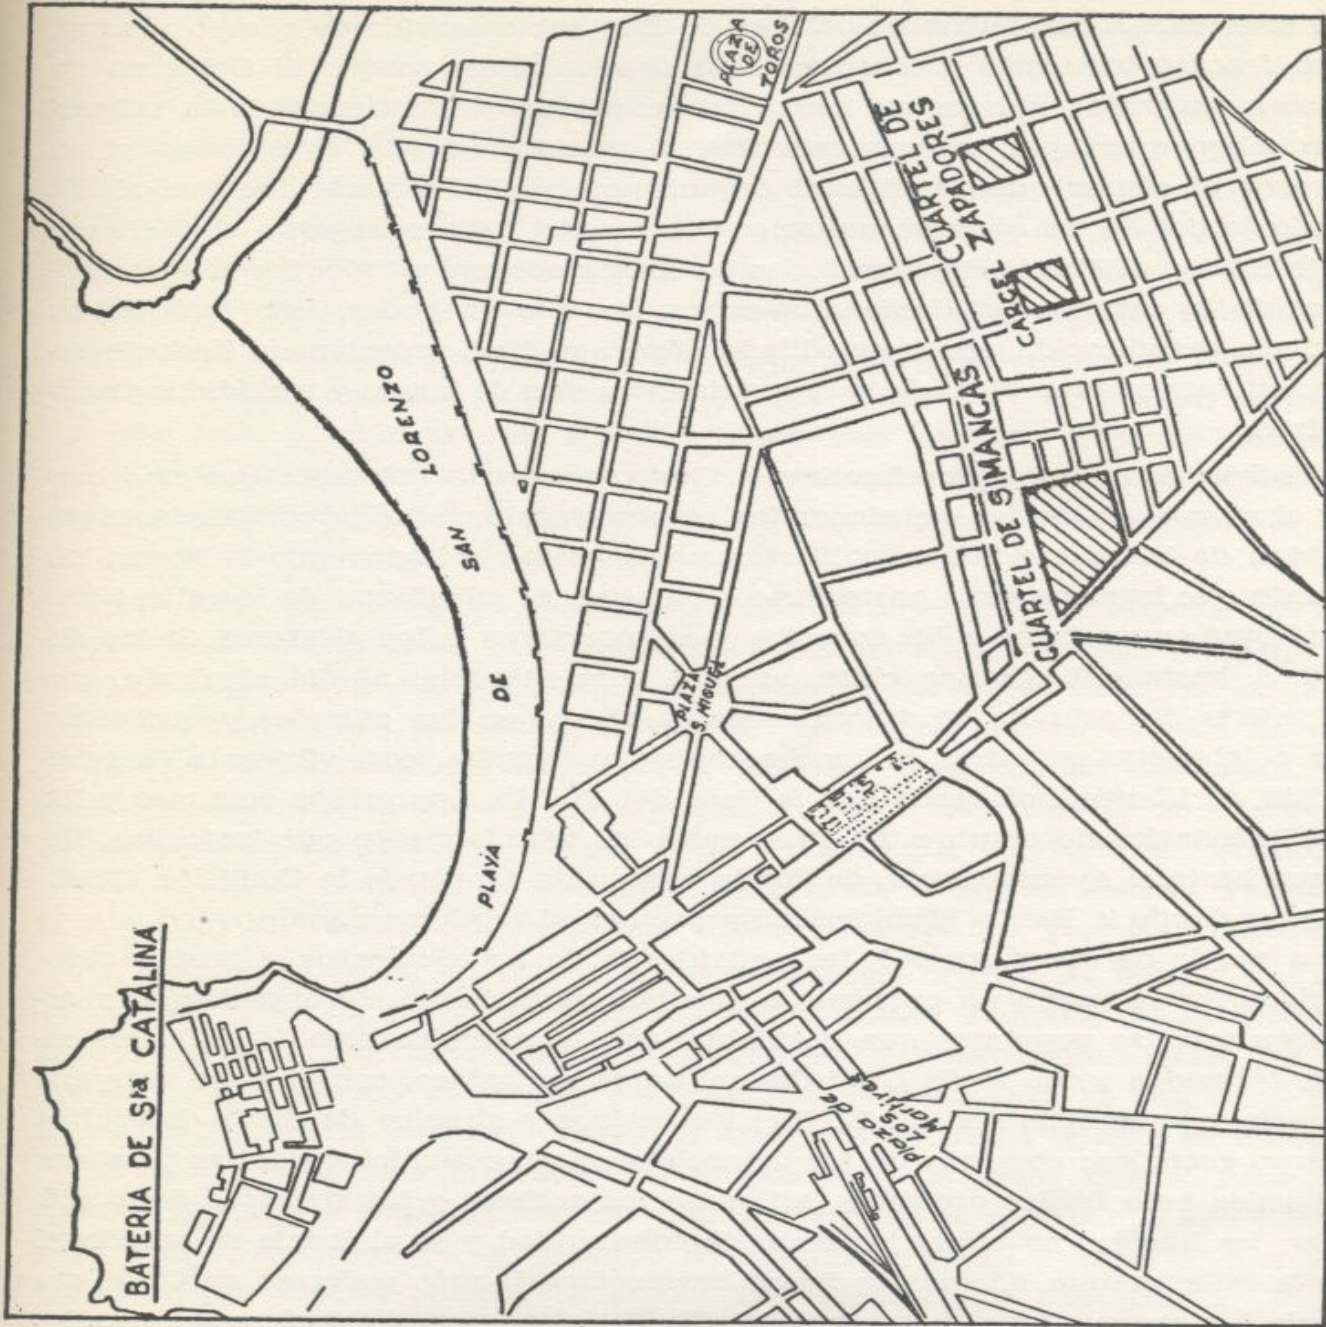 BATERIA DE Sta CATALINA
PLAYA DE SAN LORENZO
PLAZA
DE
TOROS
CUARTEL DE
ZAPADORES
CARCEL
CUARTEL DE SIMANCAS
PLAZA
S. MIGUEL
Plaza de
Los
Martires